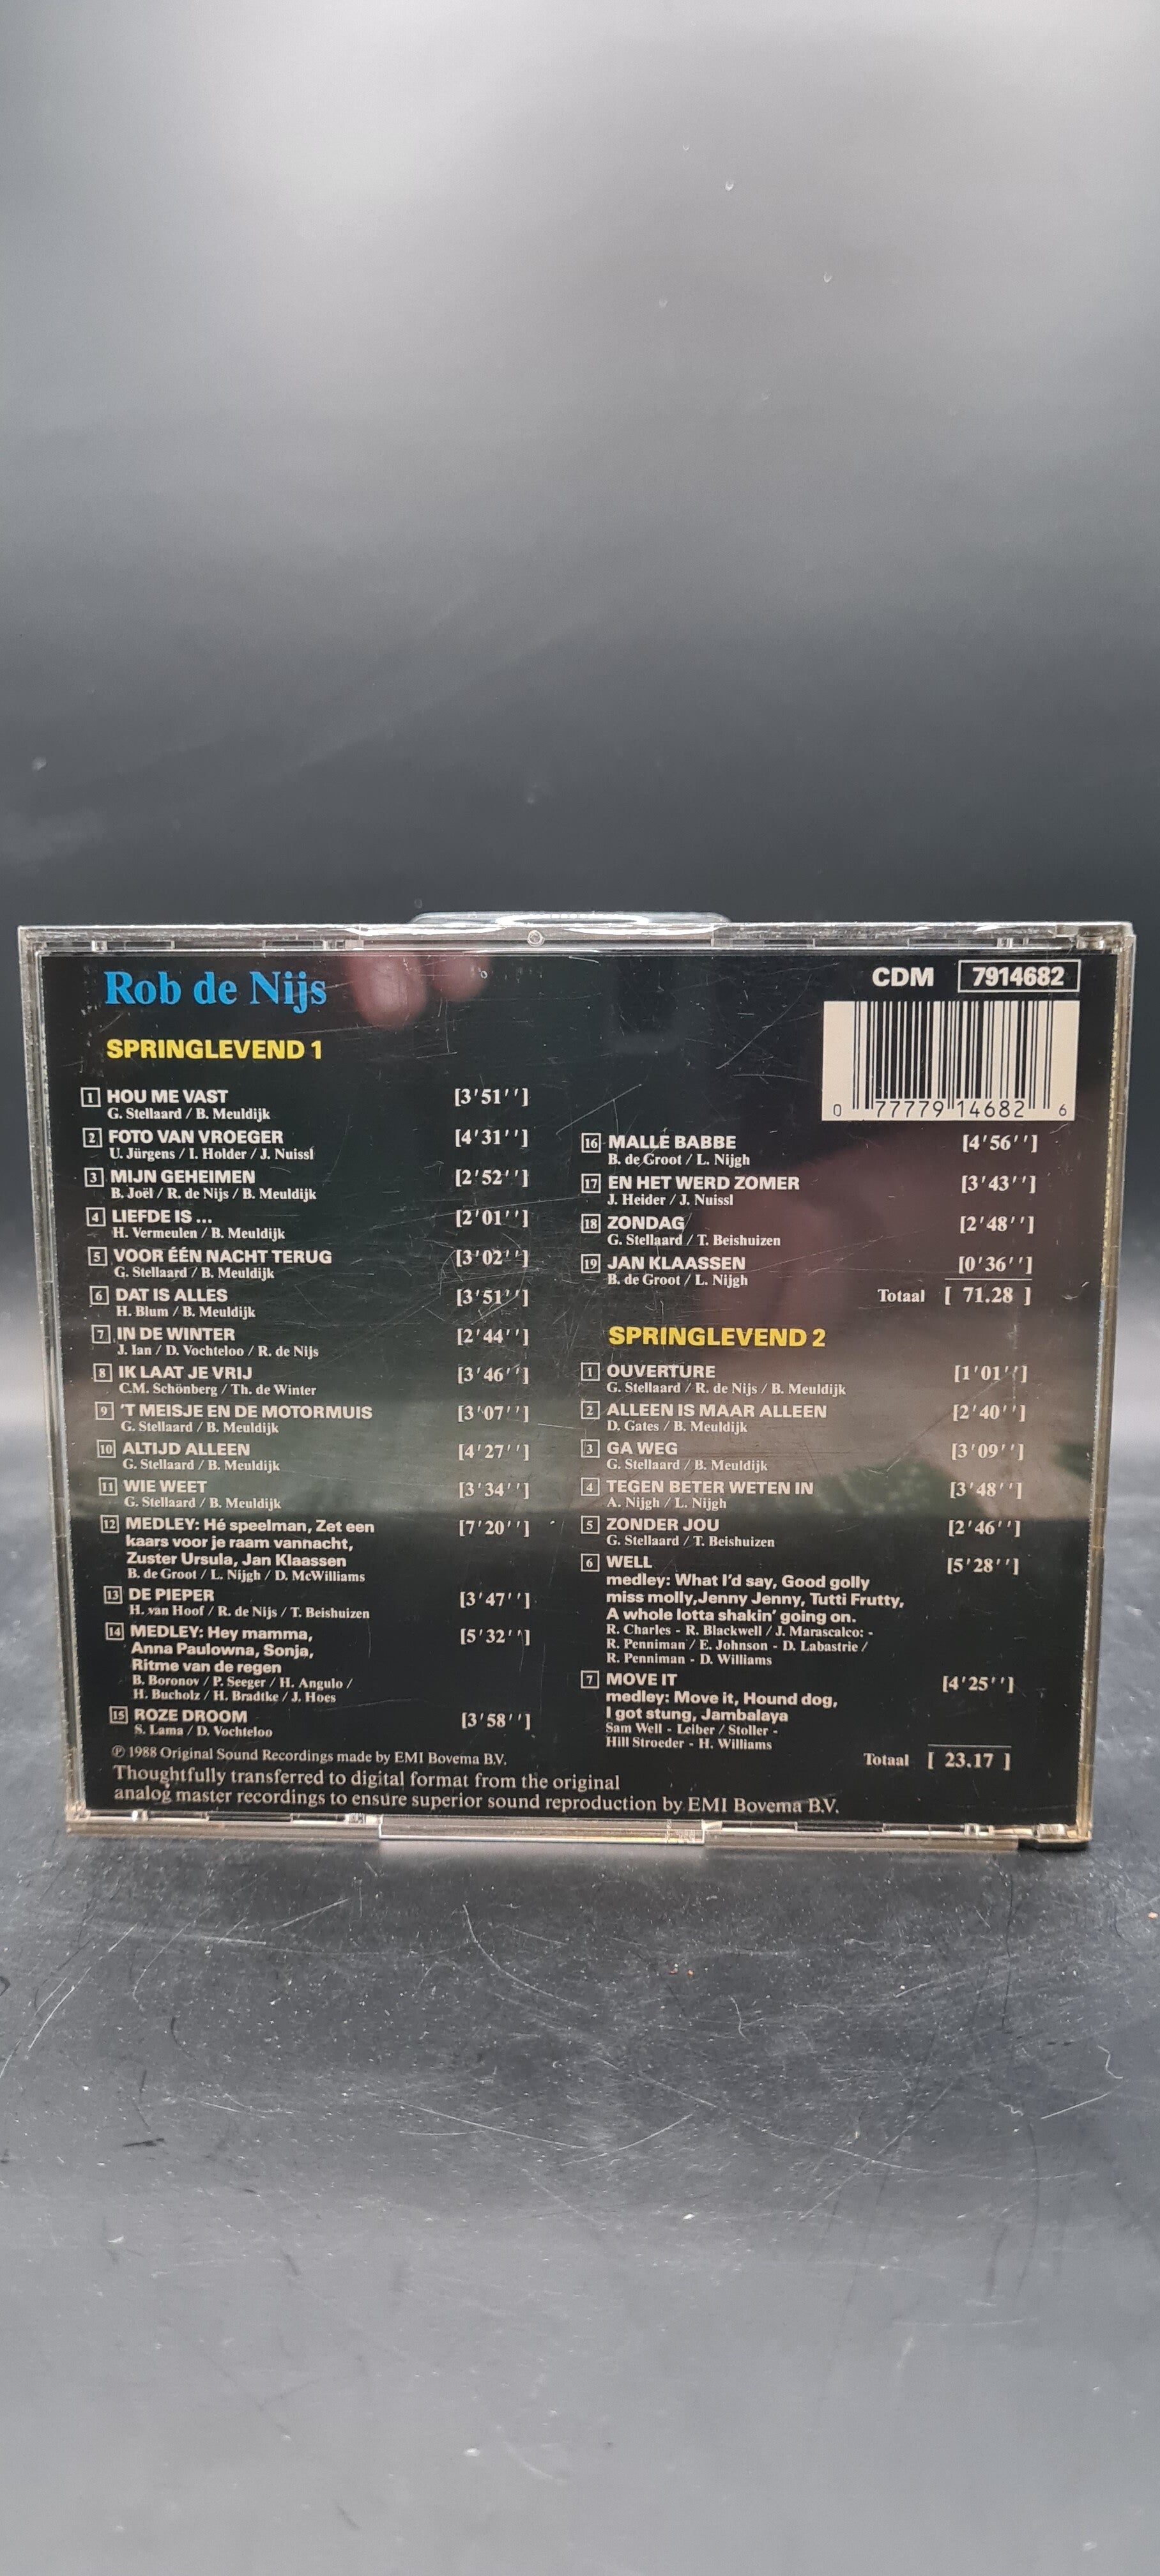 Rob de Nijs
SPRINGLEVEND 1
1 HOU ME VAST [3'51'']
G. Stellaard / B. Meuldijk
2 FOTO VAN VROEGER [4'31'']
U. Jürgens / I. Holder / J. Nuissl
3 MIJN GEHEIMEN [2'52'']
B. Joël / R. de Nijs / B. Meuldijk
4 LIEFDE IS ... [2'01'']
H. Vermeulen / B. Meuldijk
5 VOOR ÉÉN NACHT TERUG [3'02'']
G. Stellaard / B. Meuldijk
6 DAT IS ALLES [3'51'']
H. Blum / B. Meuldijk
7 IN DE WINTER [2'44'']
J. Ian / D. Vochteloo / R. de Nijs
8 IK LAAT JE VRIJ [3'46'']
C.M. Schönberg / Th. de Winter
9 'T MEISJE EN DE MOTORMUIS [3'07'']
G. Stellaard / B. Meuldijk
10 ALTIJD ALLEEN [4'27'']
G. Stellaard / B. Meuldijk
11 WIE WEET [3'34'']
G. Stellaard / B. Meuldijk
12 MEDLEY: Hé speelman, Zet een [7'20'']
kaars voor je raam vannacht,
Zuster Ursula, Jan Klaassen
B. de Groot / L. Nijgh / D. McWilliams
13 DE PIEPER [3'47'']
H. van Hoof / R. de Nijs / T. Beishuizen
14 MEDLEY: Hey mamma, [5'32'']
Anna Paulowna, Sonja,
Ritme van de regen
B. Boronov / P. Seeger / H. Angulo /
H. Bucholz / H. Bradtke / J. Hoes
15 ROZE DROOM [3'58'']
S. Lama / D. Vochteloo
CDM 7914682
0 77779 14682 6
16 MALLE BABBE [4'56'']
B. de Groot / L. Nijgh
17 EN HET WERD ZOMER [3'43'']
J. Heider / J. Nuissl
18 ZONDAG [2'48'']
G. Stellaard / T. Beishuizen
19 JAN KLAASSEN [0'36'']
B. de Groot / L. Nijgh
Totaal [ 71.28 ]
SPRINGLEVEND 2
1 OUVERTURE [1'01'']
G. Stellaard / R. de Nijs / B. Meuldijk
2 ALLEEN IS MAAR ALLEEN [2'40'']
D. Gates / B. Meuldijk
3 GA WEG [3'09'']
G. Stellaard / B. Meuldijk
4 TEGEN BETER WETEN IN [3'48'']
A. Nijgh / L. Nijgh
5 ZONDER JOU [2'46'']
G. Stellaard / T. Beishuizen
6 WELL [5'28'']
medley: What I'd say, Good golly
miss molly, Jenny Jenny, Tutti Frutty,
A whole lotta shakin' going on.
R. Charles - R. Blackwell / J. Marascalco: -
R. Penniman / E. Johnson - D. Labastrie /
R. Penniman - D. Williams
7 MOVE IT [4'25'']
medley: Move it, Hound dog,
I got stung, Jambalaya
Sam Well - Leiber / Stoller -
Hill Stroeder - H. Williams
Totaal [ 23.17 ]
℗ 1988 Original Sound Recordings made by EMI Bovema B.V.
Thoughtfully transferred to digital format from the original
analog master recordings to ensure superior sound reproduction by EMI Bovema B.V.